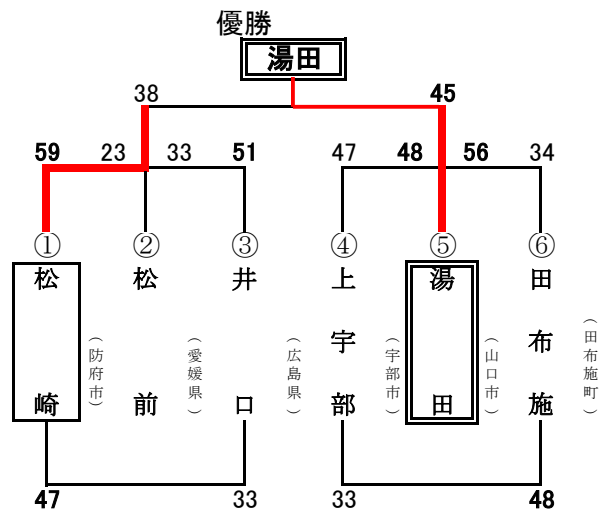 優勝
湯田
38 45
59 23 33 51 47 48 56 34
① ② ③ ④ ⑤ ⑥
松崎 (防府市) 松前 (愛媛県) 井口 (広島県) 上宇部 (宇部市) 湯田 (山口市) 田布施 (田布施町)
47 33 33 48